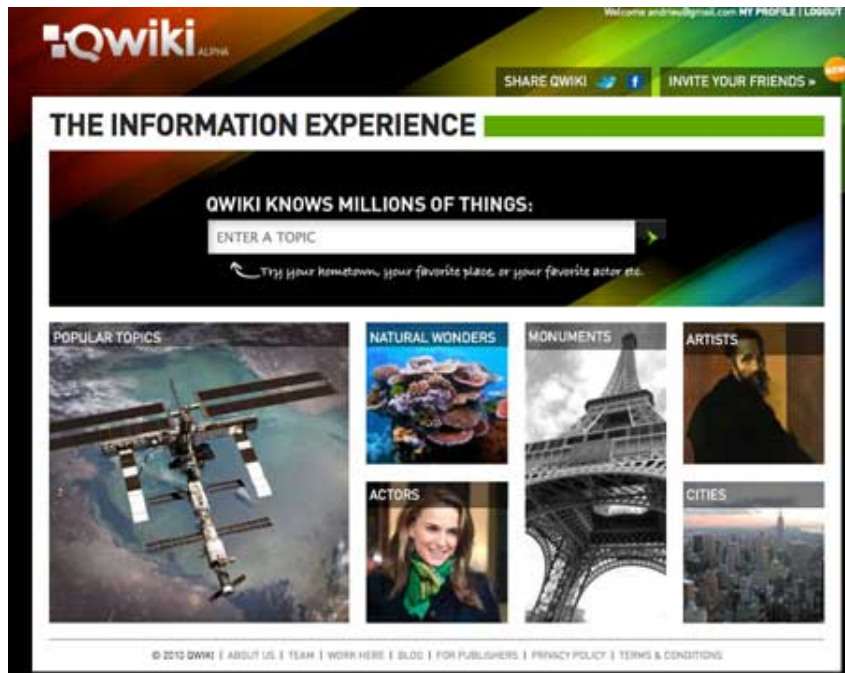 Qwiki ALPHA
Welcome andrieu@gmail.com MY PROFILE | LOGOUT
SHARE QWIKI
INVITE YOUR FRIENDS »
THE INFORMATION EXPERIENCE
QWIKI KNOWS MILLIONS OF THINGS:
ENTER A TOPIC
Try your hometown, your favorite place, or your favorite actor etc.
POPULAR TOPICS
NATURAL WONDERS
MONUMENTS
ARTISTS
ACTORS
CITIES
© 2010 QWIKI | ABOUT US | TEAM | WORK HERE | BLOG | FOR PUBLISHERS | PRIVACY POLICY | TERMS & CONDITIONS